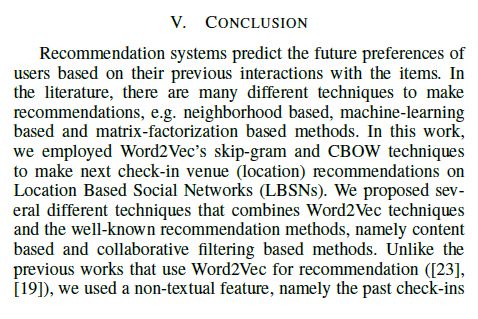 V. CONCLUSION
Recommendation systems predict the future preferences of
users based on their previous interactions with the items. In
the literature, there are many different techniques to make
recommendations, e.g. neighborhood based, machine-learning
based and matrix-factorization based methods. In this work,
we employed Word2Vec's skip-gram and CBOW techniques
to make next check-in venue (location) recommendations on
Location Based Social Networks (LBSNs). We proposed sev-
eral different techniques that combines Word2Vec techniques
and the well-known recommendation methods, namely content
based and collaborative filtering based methods. Unlike the
previous works that use Word2Vec for recommendation ([23],
[19]), we used a non-textual feature, namely the past check-ins